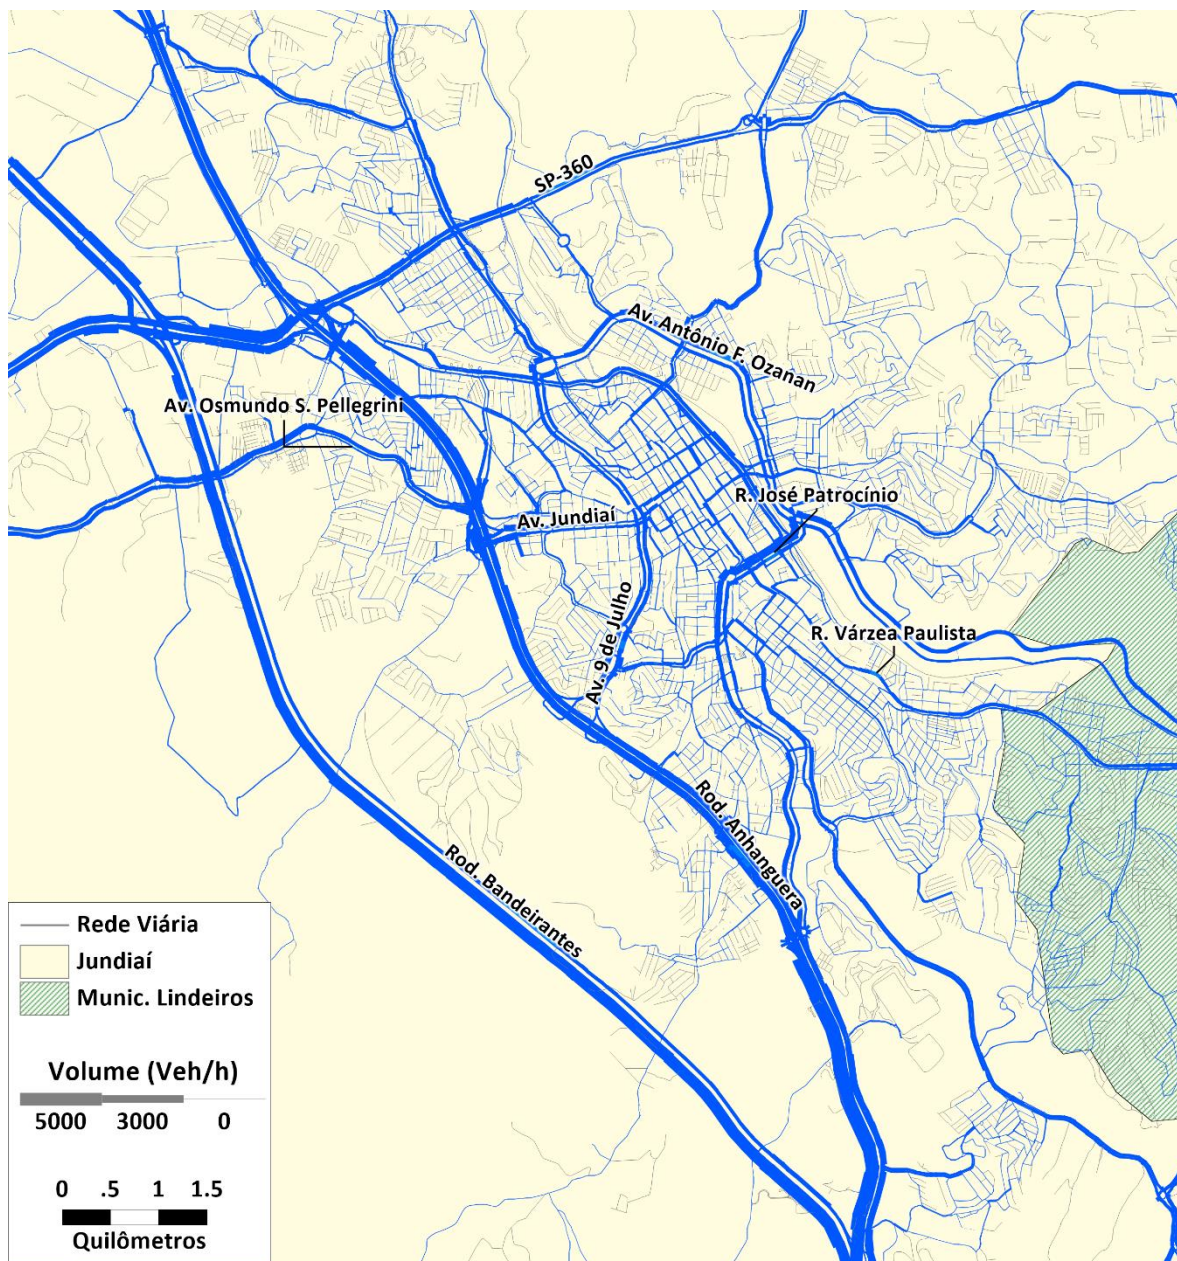 SP-360
Av. Antônio F. Ozanan
Av. Osmundo S. Pellegrini
R. José Patrocínio
Av. Jundiaí
Av. 9 de Julho
R. Várzea Paulista
Rod. Anhanguera
Rod. Bandeirantes
Rede Viária
Jundiaí
Munic. Lindeiros
Volume (Veh/h)
5000 3000 0
0 .5 1 1.5
Quilômetros